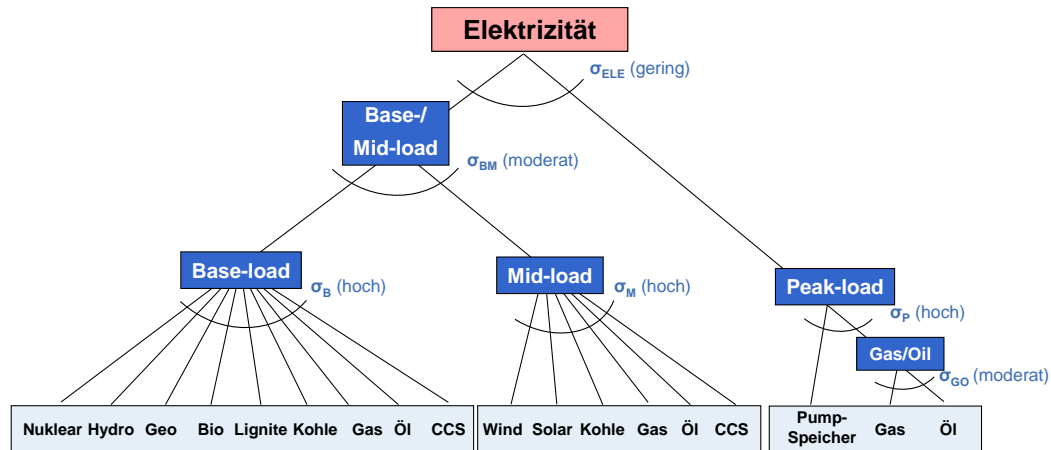 Elektrizität
σELE (gering)
Base-/
Mid-load
σBM (moderat)
Base-load
σB (hoch)
Mid-load
σM (hoch)
Peak-load
σP (hoch)
Gas/Oil
σGO (moderat)
Nuklear Hydro Geo Bio Lignite Kohle Gas Öl CCS
Wind Solar Kohle Gas Öl CCS
Pump-
Speicher Gas Öl